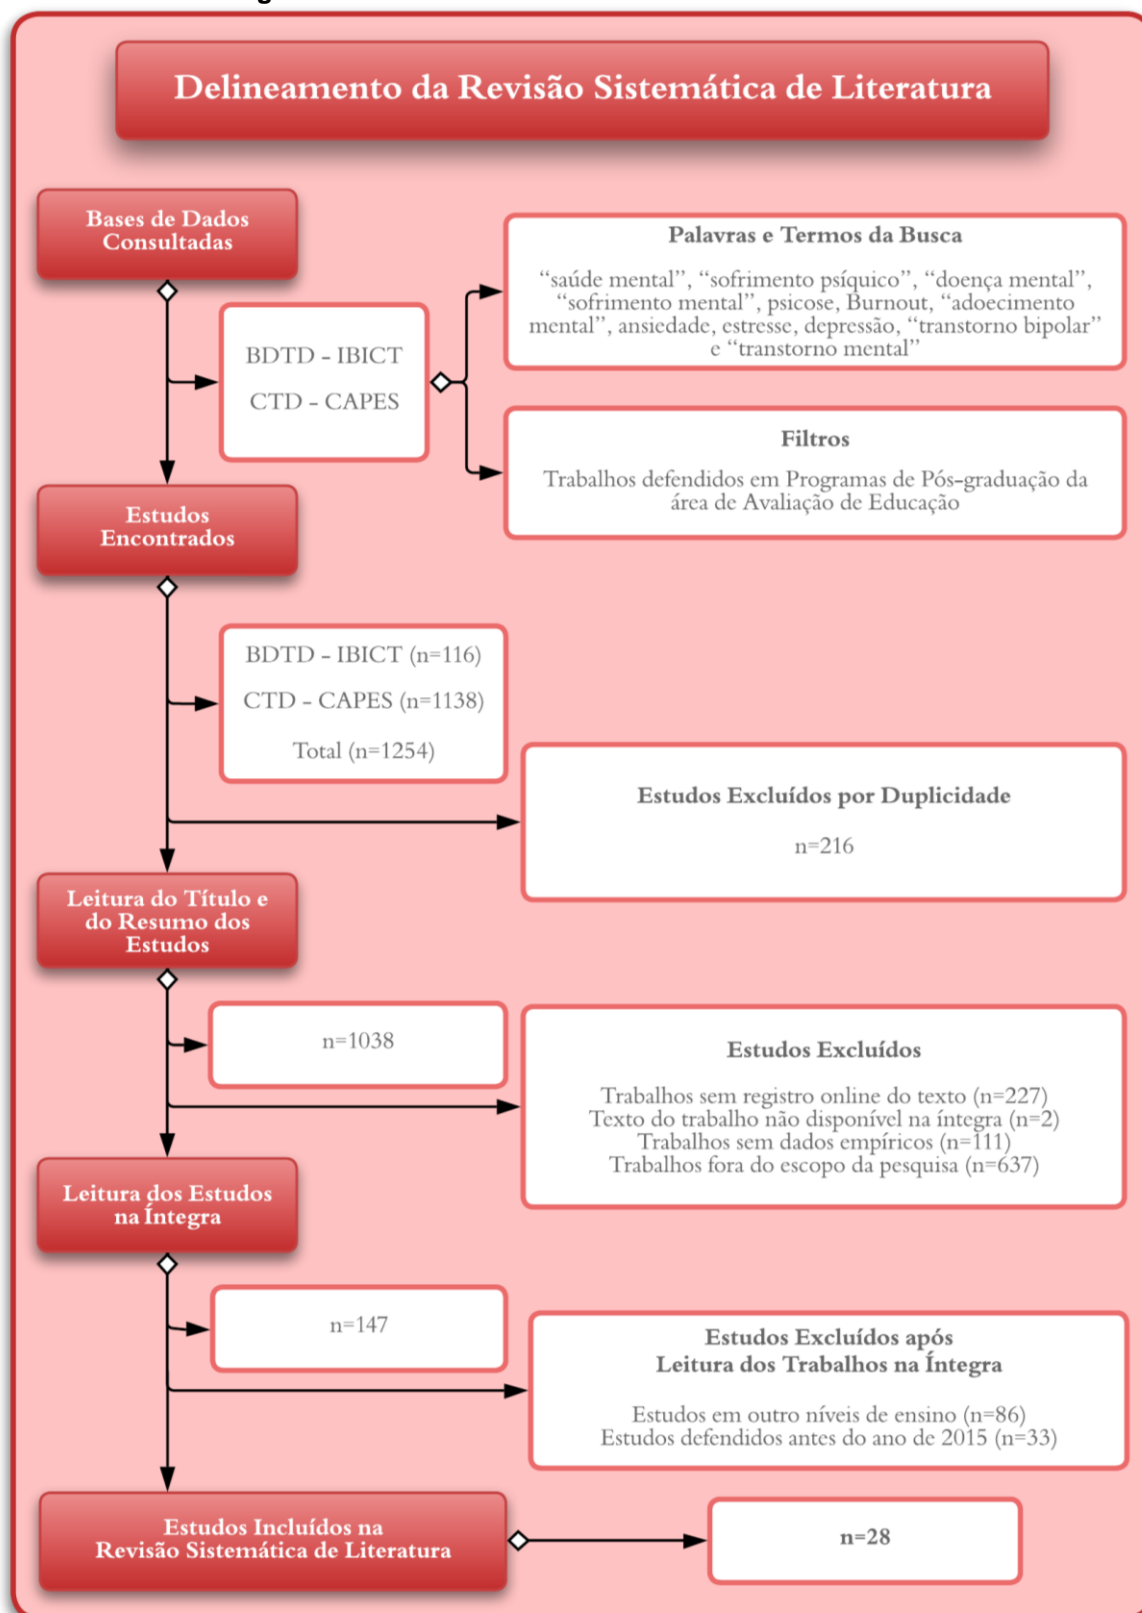 Delineamento da Revisão Sistemática de Literatura
Bases de Dados
Consultadas
Palavras e Termos da Busca
“saúde mental”, “sofrimento psíquico”, “doença mental”,
“sofrimento mental”, psicose, Burnout, “adoecimento
mental”, ansiedade, estresse, depressão, “transtorno bipolar”
e “transtorno mental”
BDTD - IBICT
CTD - CAPES
Filtros
Trabalhos defendidos em Programas de Pós-graduação da
área de Avaliação de Educação
Estudos
Encontrados
BDTD - IBICT (n=116)
CTD - CAPES (n=1138)
Total (n=1254)
Estudos Excluídos por Duplicidade
n=216
Leitura do Título e
do Resumo dos
Estudos
n=1038
Estudos Excluídos
Trabalhos sem registro online do texto (n=227)
Texto do trabalho não disponível na íntegra (n=2)
Trabalhos sem dados empíricos (n=111)
Trabalhos fora do escopo da pesquisa (n=637)
Leitura dos Estudos
na Íntegra
n=147
Estudos Excluídos após
Leitura dos Trabalhos na Íntegra
Estudos em outro níveis de ensino (n=86)
Estudos defendidos antes do ano de 2015 (n=33)
Estudos Incluídos na
Revisão Sistemática de Literatura
n=28